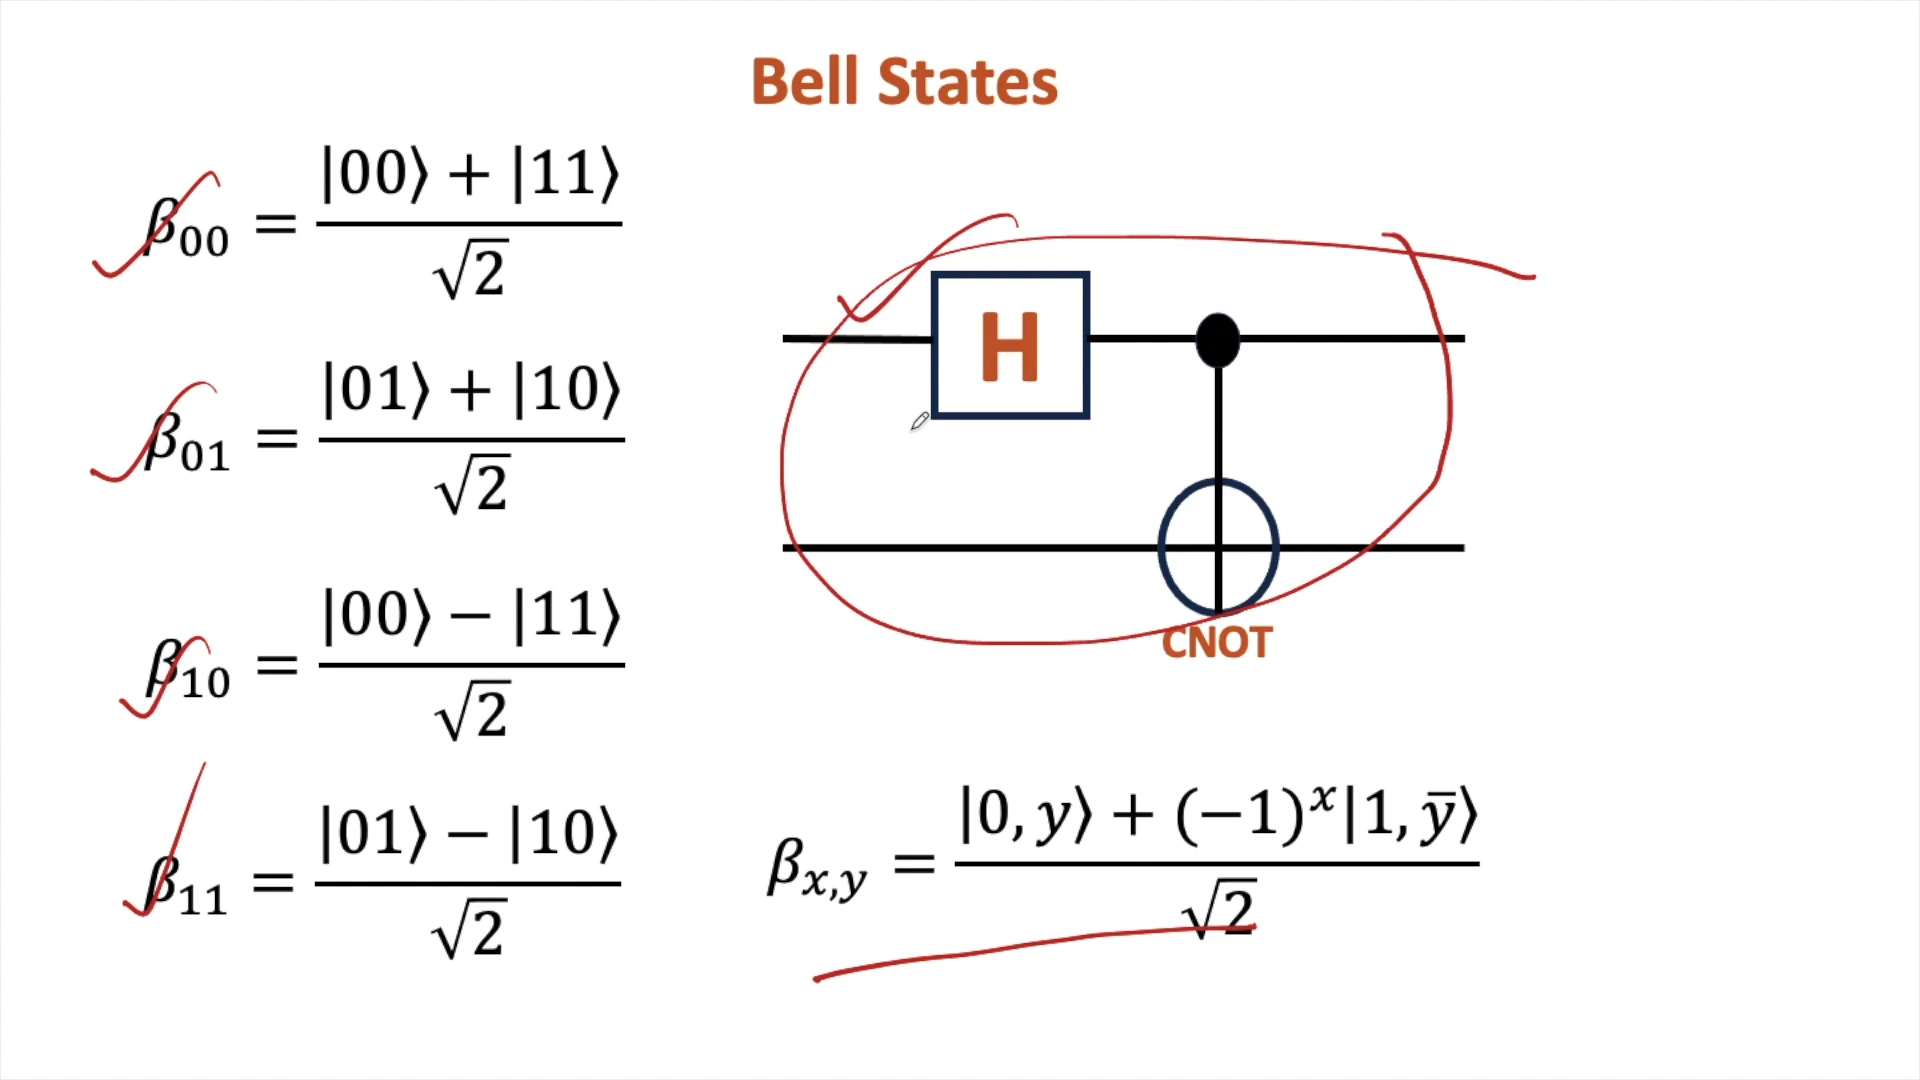 Bell States
β₀₀ = (|00⟩ + |11⟩) / √2
β₀₁ = (|01⟩ + |10⟩) / √2
β₁₀ = (|00⟩ − |11⟩) / √2
β₁₁ = (|01⟩ − |10⟩) / √2
H
CNOT
βₓ,ᵧ = (|0, y⟩ + (−1)ˣ|1, ȳ⟩) / √2